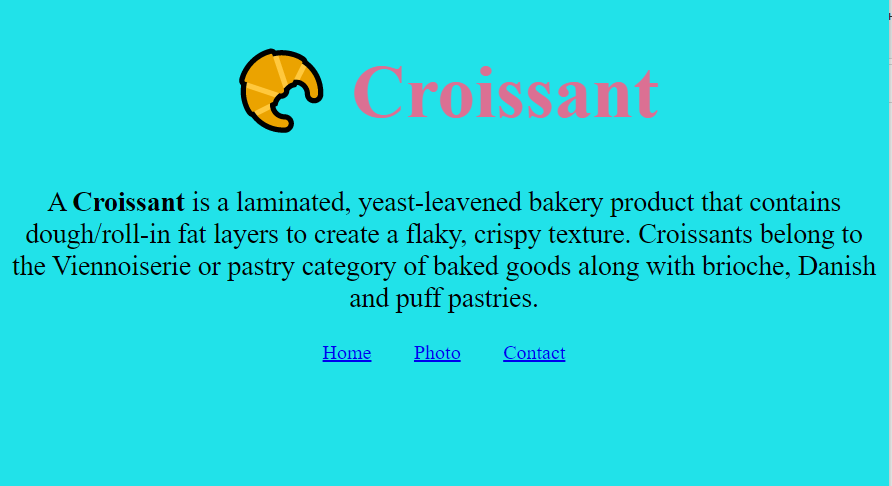 Croissant
A Croissant is a laminated, yeast-leavened bakery product that contains
dough/roll-in fat layers to create a flaky, crispy texture. Croissants belong to
the Viennoiserie or pastry category of baked goods along with brioche, Danish
and puff pastries.
Home Photo Contact